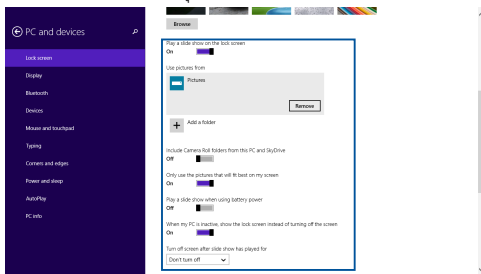 PC and devices
Lock screen
Display
Bluetooth
Devices
Mouse and touchpad
Typing
Corners and edges
Power and sleep
AutoPlay
PC info
Browse
Play a slide show on the lock screen
On
Use pictures from
Pictures
Remove
Add a folder
Include Camera Roll folders from this PC and SkyDrive
Off
Only use the pictures that will fit best on my screen
On
Play a slide show when using battery power
Off
When my PC is inactive, show the lock screen instead of turning off the screen
On
Turn off screen after slide show has played for
Don't turn off